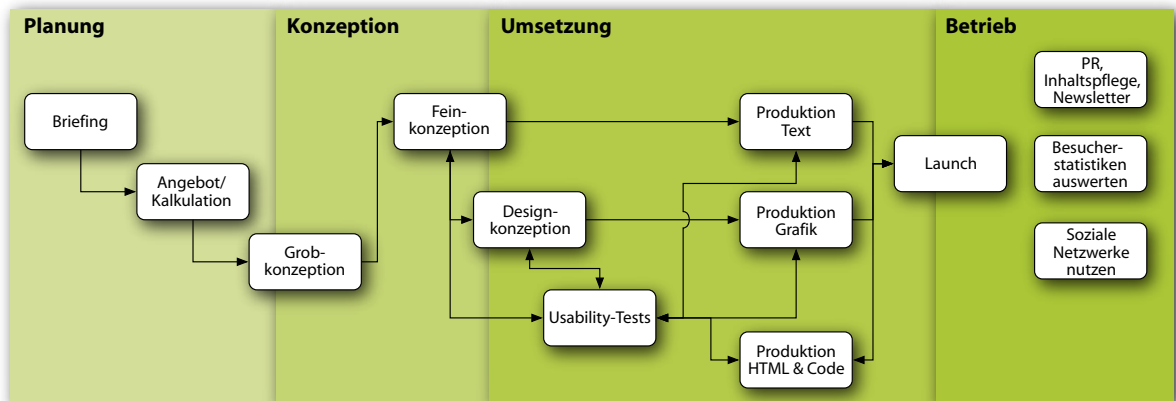 Planung
Konzeption
Umsetzung
Betrieb
Briefing
Angebot/
Kalkulation
Grob-
konzeption
Fein-
konzeption
Design-
konzeption
Usability-Tests
Produktion
Text
Produktion
Grafik
Produktion
HTML & Code
Launch
PR,
Inhaltspflege,
Newsletter
Besucher-
statistiken
auswerten
Soziale
Netzwerke
nutzen